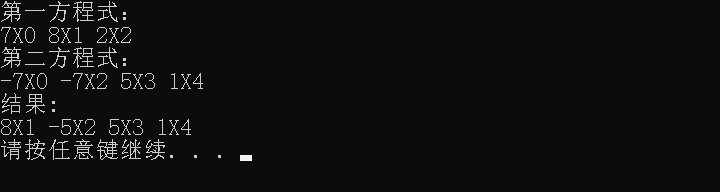 第一方程式：
7X0 8X1 2X2
第二方程式：
-7X0 -7X2 5X3 1X4
结果：
8X1 -5X2 5X3 1X4
请按任意键继续. . .